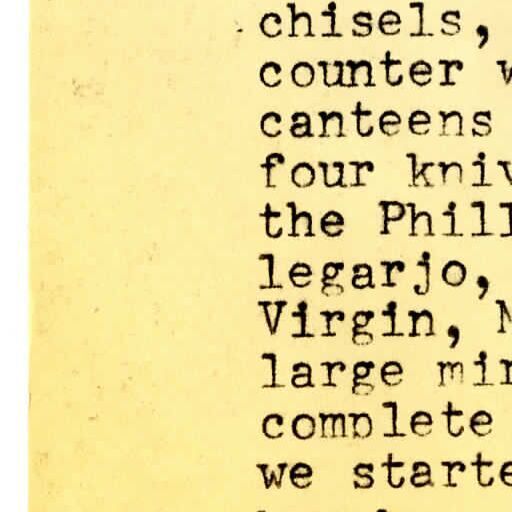 chisels,
counter
canteens
four
the
legarjo,
Virgin,
large
complete
we